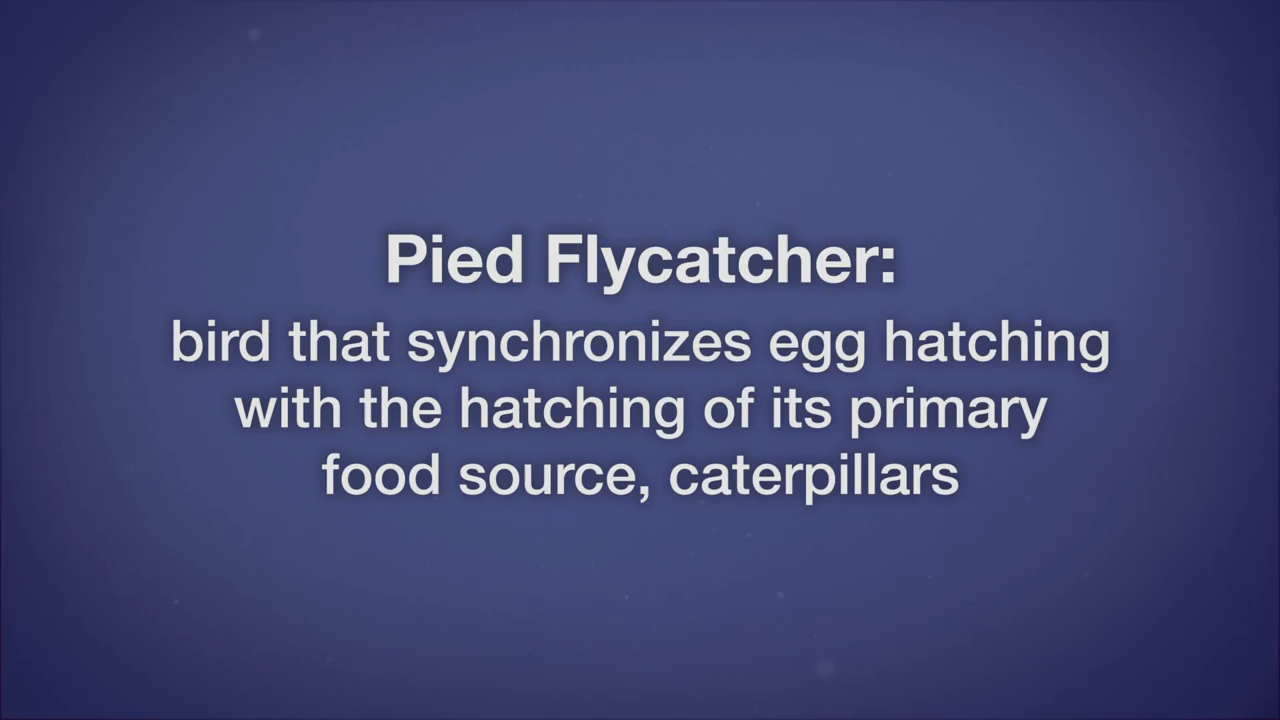 Pied Flycatcher:
bird that synchronizes egg hatching
with the hatching of its primary
food source, caterpillars